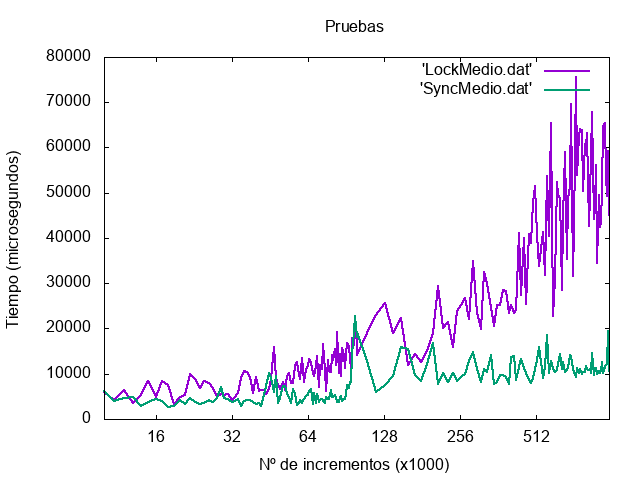 Pruebas
80000
70000
60000
50000
40000
30000
20000
10000
0
'LockMedio.dat'
'SyncMedio.dat'
Tiempo (microsegundos)
16 32 64 128 256 512
Nº de incrementos (x1000)